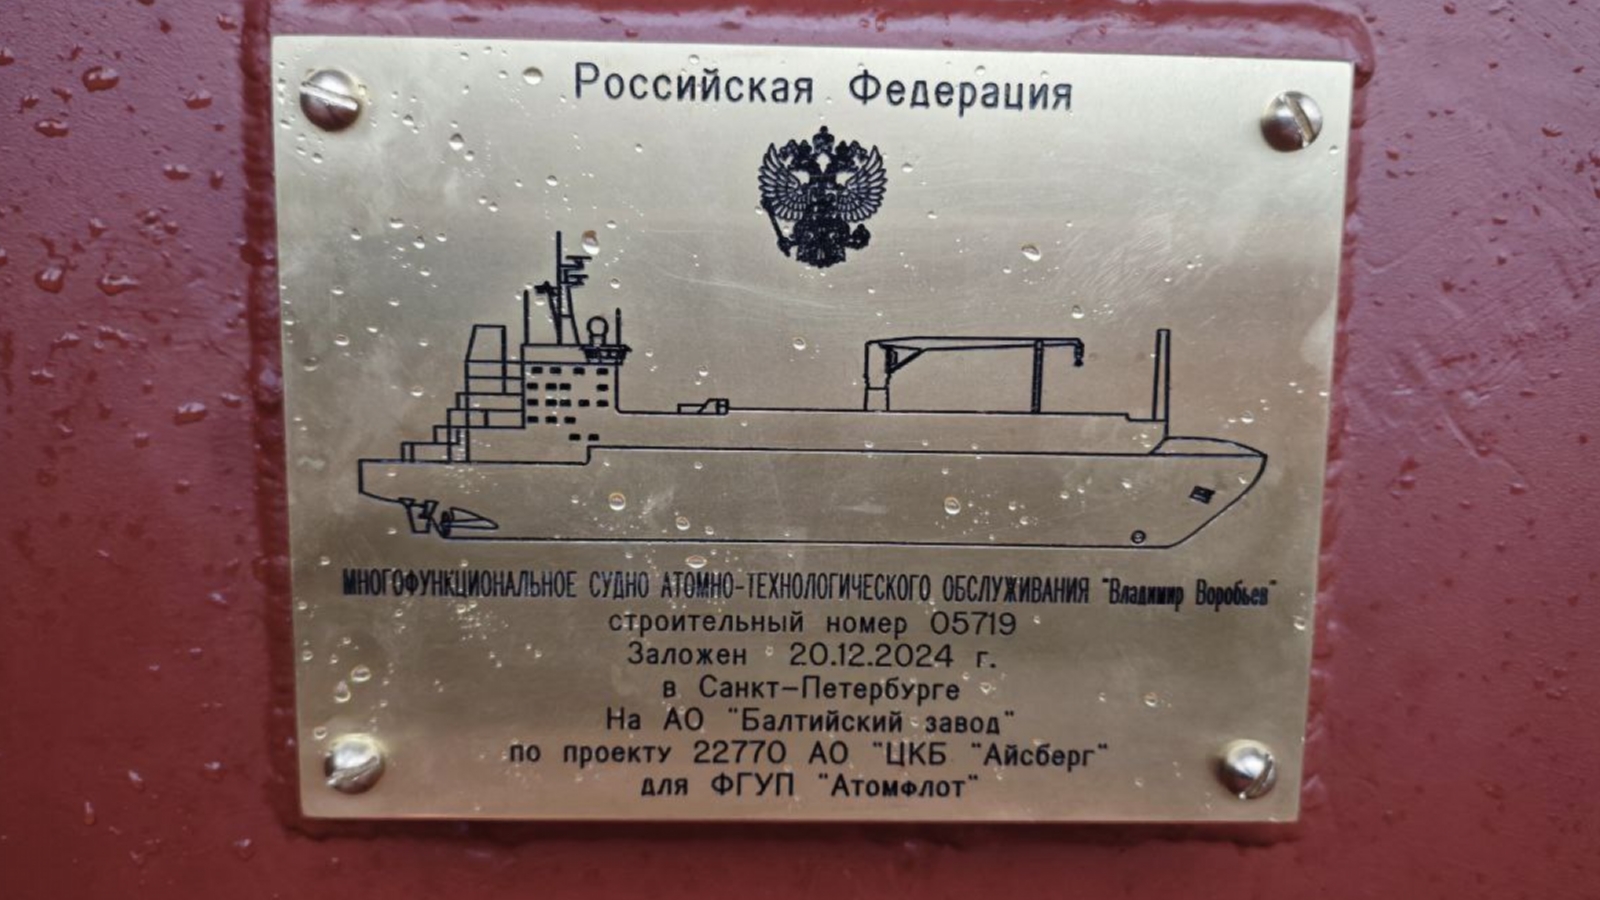 Российская Федерация
МНОГОФУНКЦИОНАЛЬНОЕ СУДНО АТОМНО-ТЕХНОЛОГИЧЕСКОГО ОБСЛУЖИВАНИЯ "Владимир Воробьев"
строительный номер 05719
Заложен 20.12.2024 г.
в Санкт-Петербурге
На АО "Балтийский завод"
по проекту 22770 АО "ЦКБ "Айсберг"
для ФГУП "Атомфлот"